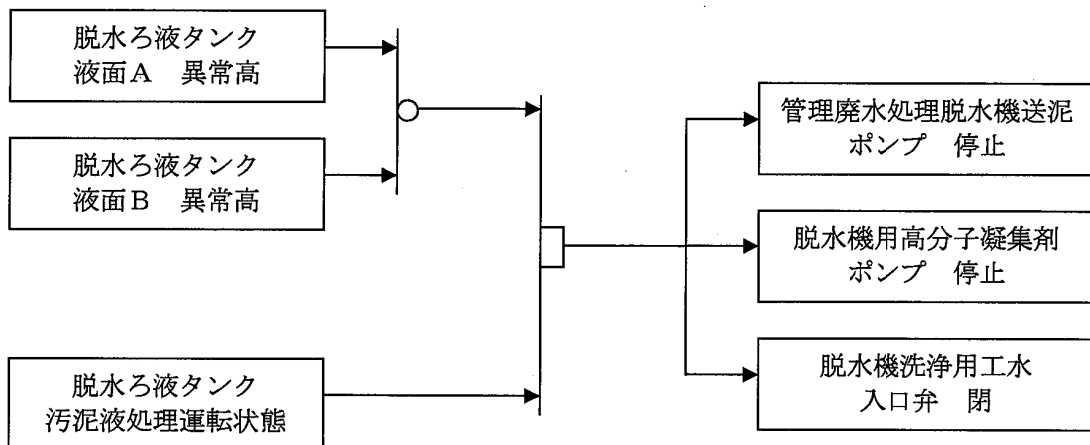 脱水ろ液タンク
液面A 異常高
脱水ろ液タンク
液面B 異常高
脱水ろ液タンク
汚泥液処理運転状態
管理廃水処理脱水機送泥
ポンプ 停止
脱水機用高分子凝集剤
ポンプ 停止
脱水機洗浄用工水
入口弁 閉